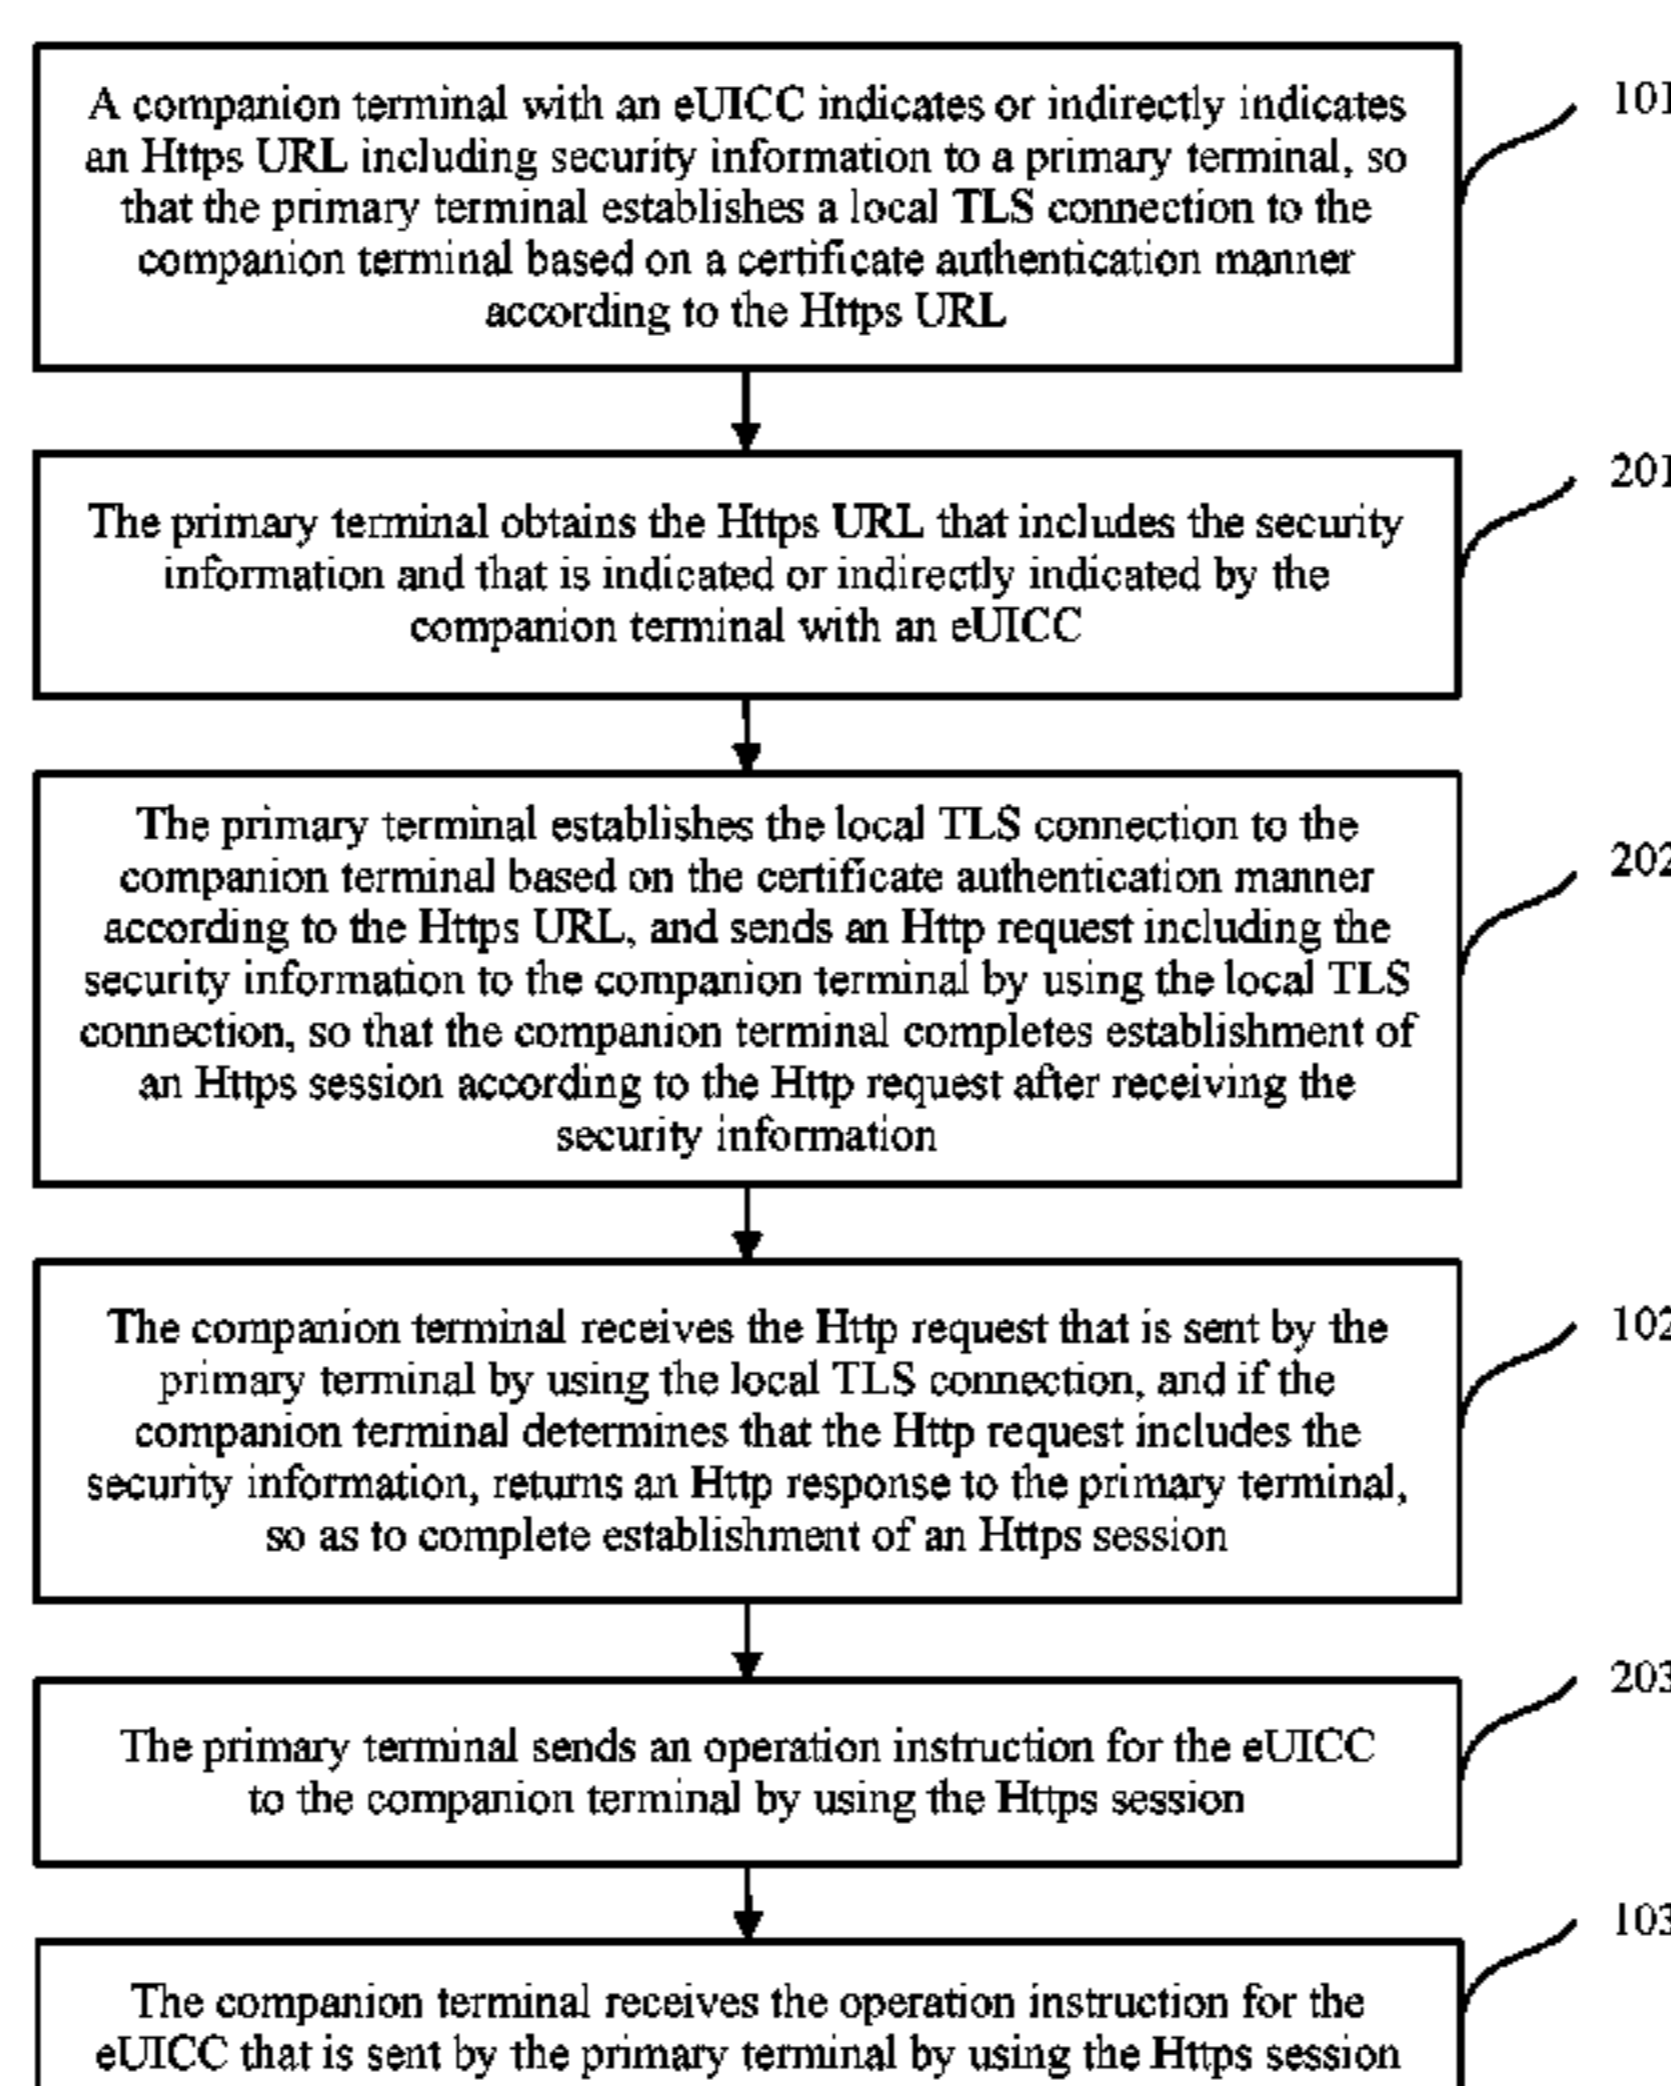 A companion terminal with an eUICC indicates or indirectly indicates
an Https URL including security information to a primary terminal, so
that the primary terminal establishes a local TLS connection to the
companion terminal based on a certificate authentication manner
according to the Https URL
101
The primary terminal obtains the Https URL that includes the security
information and that is indicated or indirectly indicated by the
companion terminal with an eUICC
201
The primary terminal establishes the local TLS connection to the
companion terminal based on the certificate authentication manner
according to the Https URL, and sends an Http request including the
security information to the companion terminal by using the local TLS
connection, so that the companion terminal completes establishment of
an Https session according to the Http request after receiving the
security information
202
The companion terminal receives the Http request that is sent by the
primary terminal by using the local TLS connection, and if the
companion terminal determines that the Http request includes the
security information, returns an Http response to the primary terminal,
so as to complete establishment of an Https session
102
The primary terminal sends an operation instruction for the eUICC
to the companion terminal by using the Https session
203
The companion terminal receives the operation instruction for the
eUICC that is sent by the primary terminal by using the Https session
103